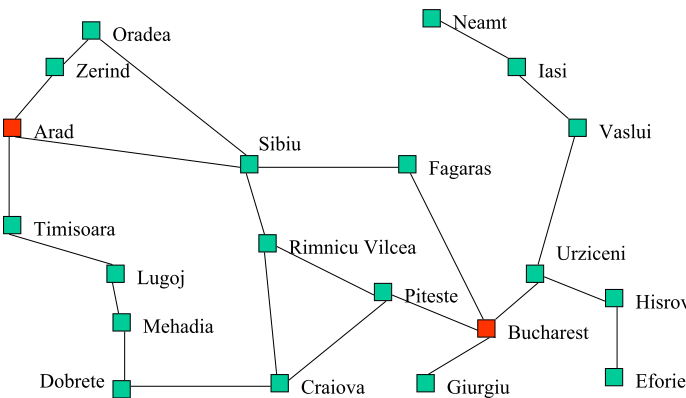 Neamt
Oradea
Zerind
Iasi
Arad
Vaslui
Sibiu
Fagaras
Timisoara
Rimnicu Vilcea
Urziceni
Lugoj
Piteste
Hisrov
Mehadia
Bucharest
Dobrete
Craiova
Giurgiu
Eforie